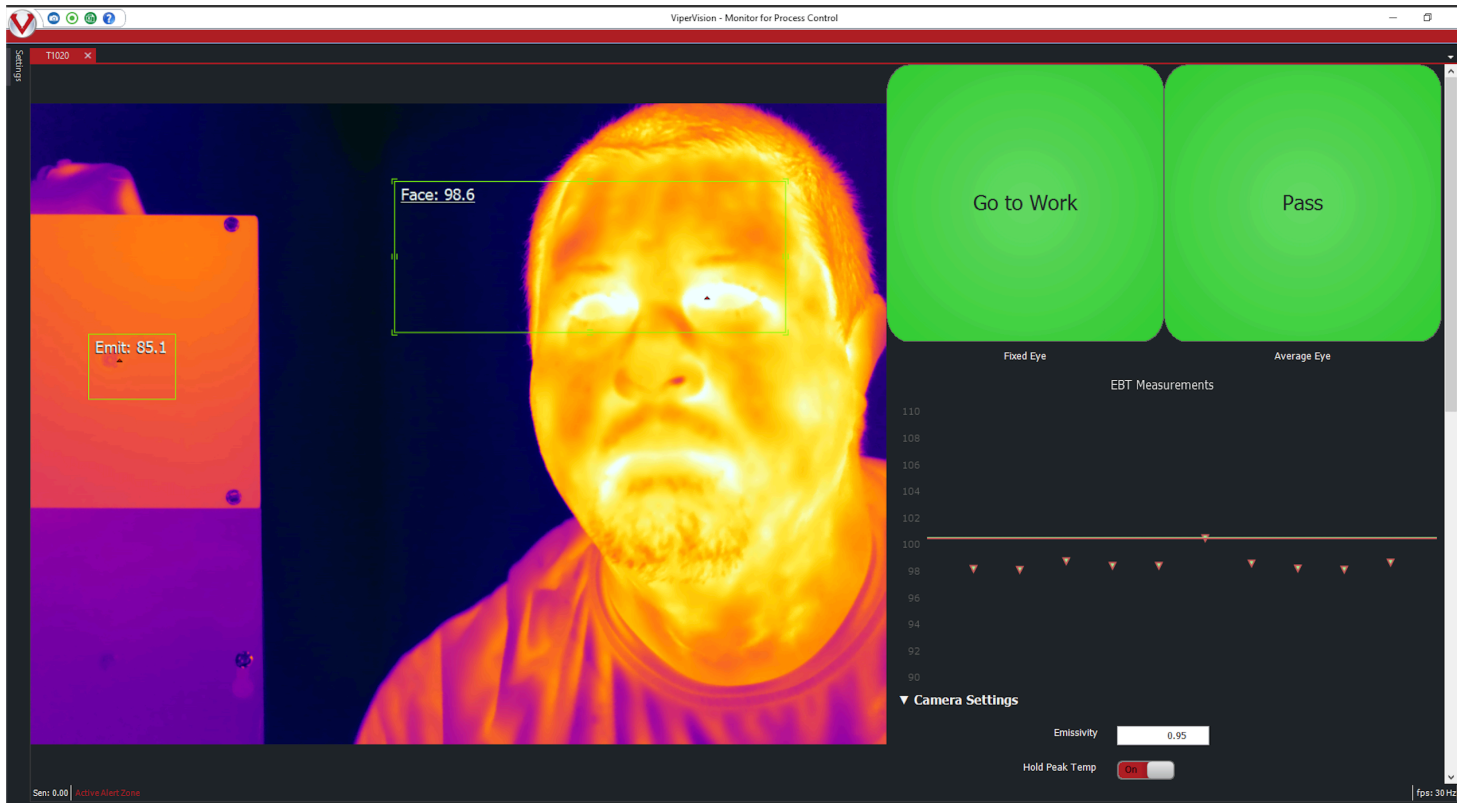 ViperVision - Monitor for Process Control
Settings
T1020
Face: 98.6
Emit: 85.1
Go to Work
Pass
Fixed Eye
Average Eye
EBT Measurements
110
108
106
104
102
100
98
96
94
92
90
▼ Camera Settings
Emissivity
0.95
Hold Peak Temp
On
Sen: 0.00
Active Alert Zone
fps: 30 Hz